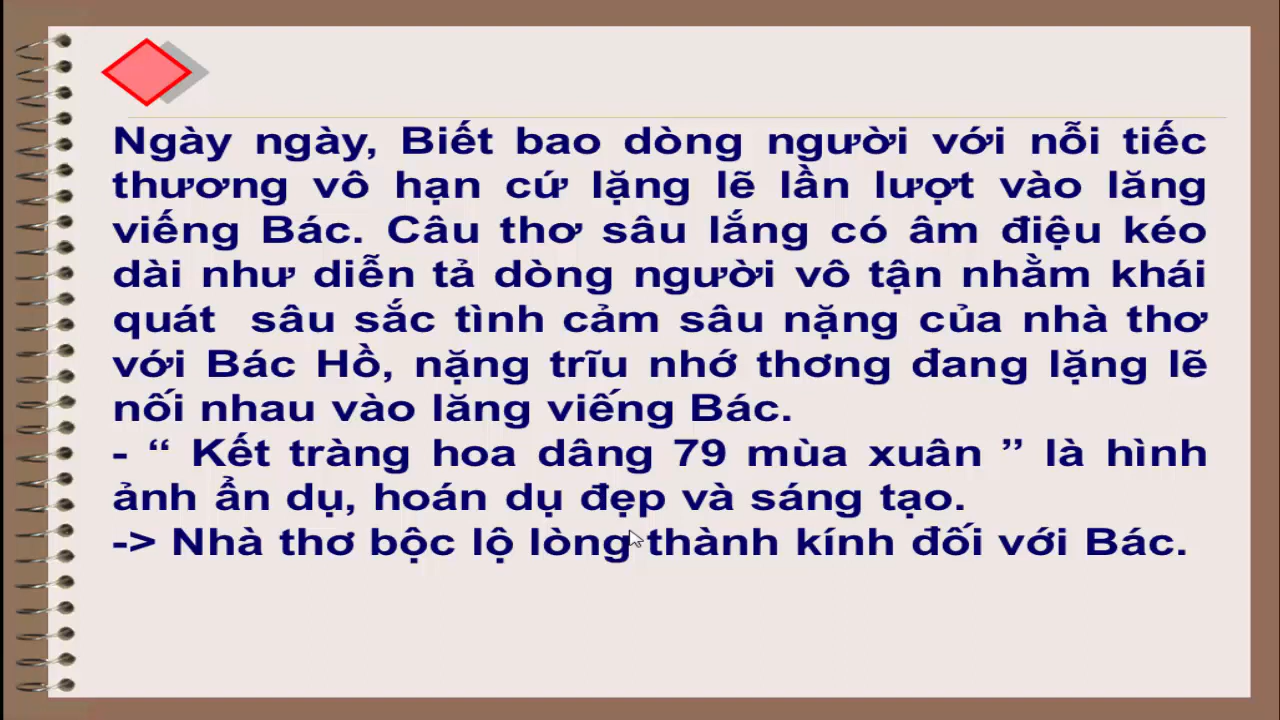 Ngày ngày, Biết bao dòng người với nỗi tiếc
thương vô hạn cứ lặng lẽ lần lượt vào lăng
viếng Bác. Câu thơ sâu lắng có âm điệu kéo
dài như diễn tả dòng người vô tận nhằm khái
quát sâu sắc tình cảm sâu nặng của nhà thơ
với Bác Hồ, nặng trĩu nhớ thơng đang lặng lẽ
nối nhau vào lăng viếng Bác.
- “ Kết tràng hoa dâng 79 mùa xuân ” là hình
ảnh ẩn dụ, hoán dụ đẹp và sáng tạo.
-> Nhà thơ bộc lộ lòng thành kính đối với Bác.